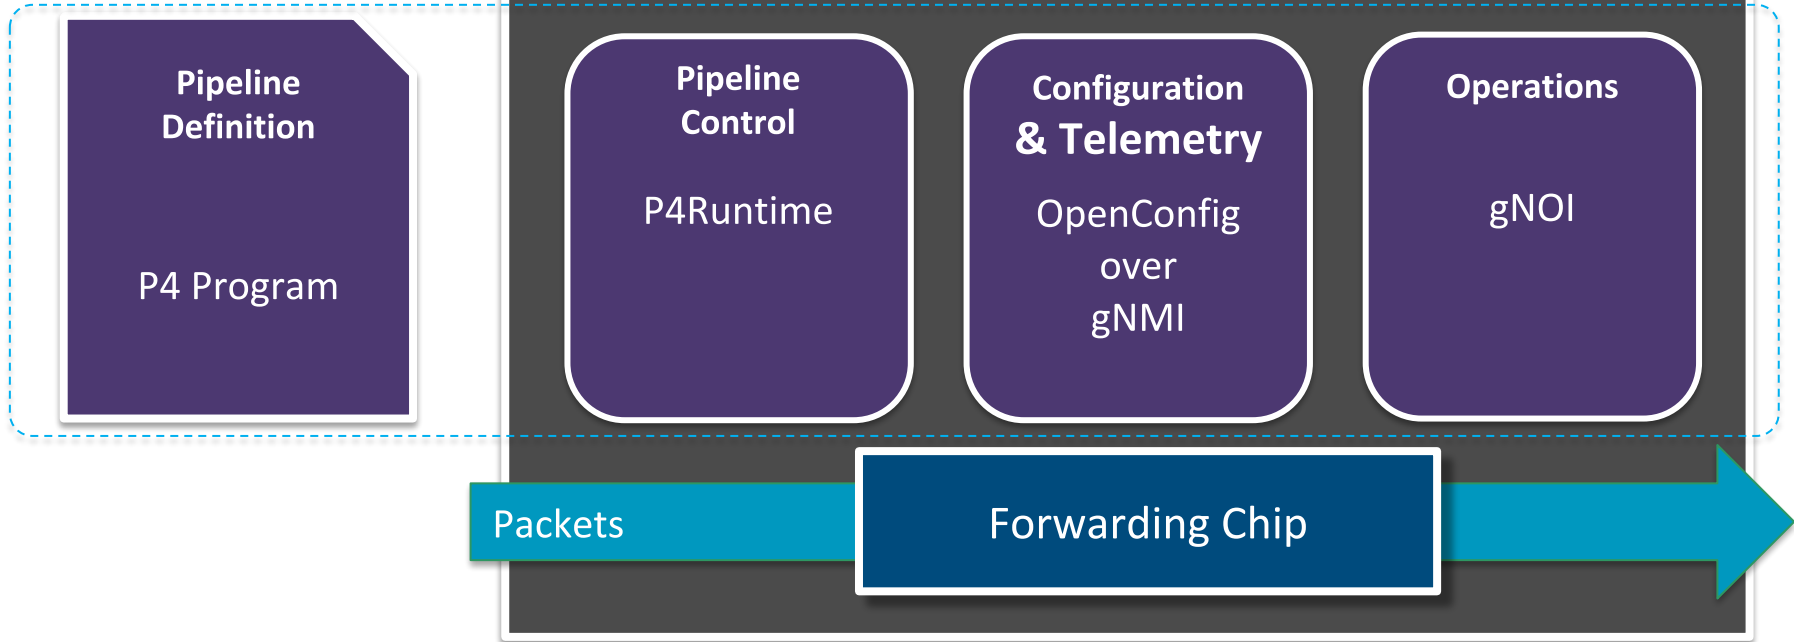 Pipeline
Definition
P4 Program
Pipeline
Control
P4Runtime
Configuration
& Telemetry
OpenConfig
over
gNMI
Operations
gNOI
Packets
Forwarding Chip